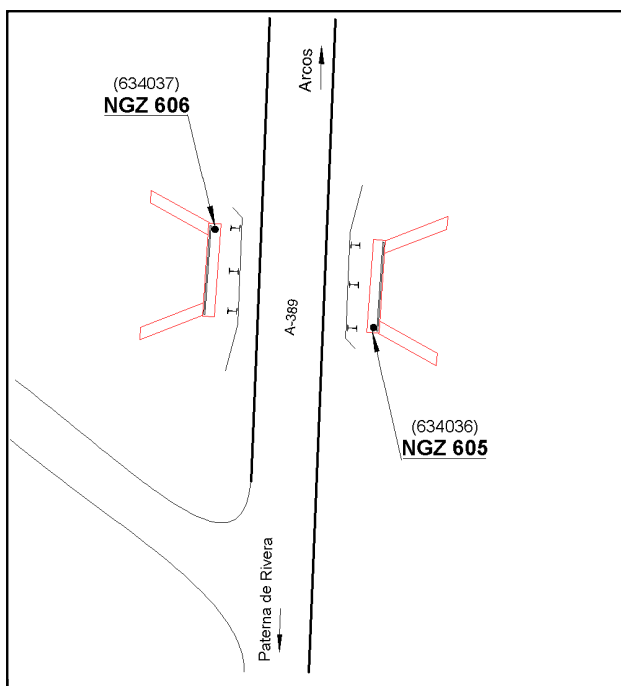 Arcos
(634037)
NGZ 606
A-389
(634036)
NGZ 605
Paterna de Rivera